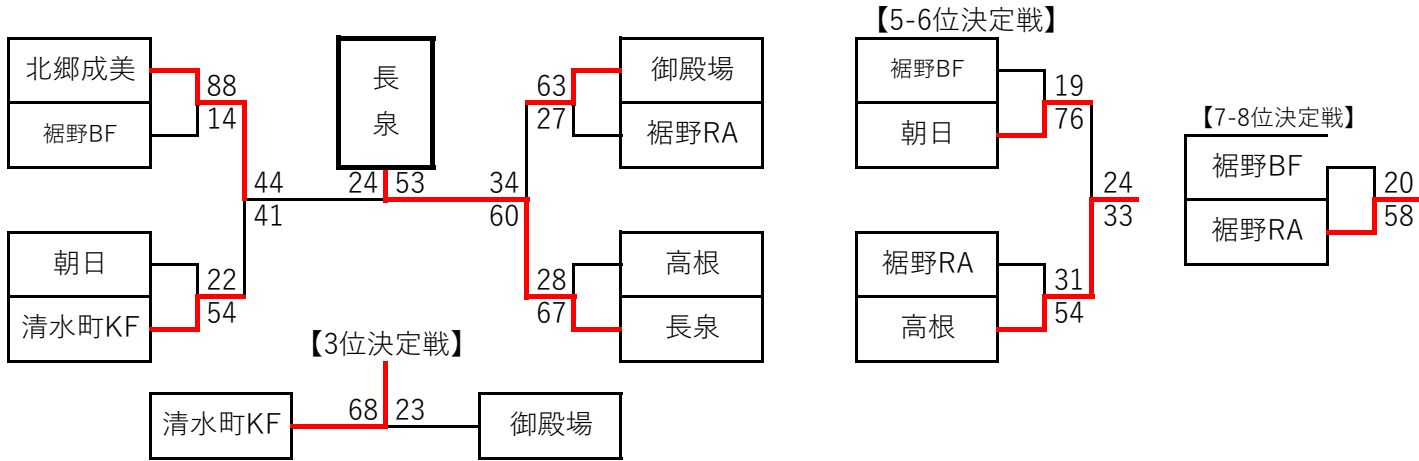 【5-6位決定戦】
北郷成美
88
14
裾野BF
長
泉
63
27
御殿場
裾野RA
44
41
24 53
34
60
朝日
22
54
清水町KF
28
67
高根
長泉
【3位決定戦】
清水町KF
68 23
御殿場
裾野BF
19
76
朝日
24
33
裾野RA
31
54
高根
【7-8位決定戦】
裾野BF
20
58
裾野RA